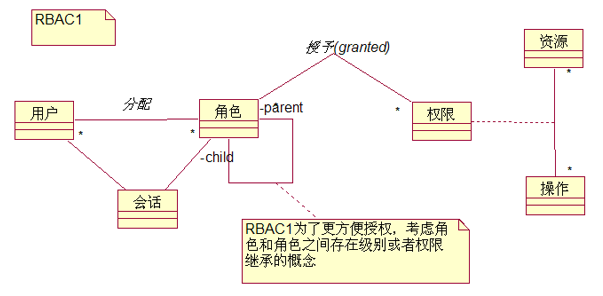 RBAC1
授予(granted)
资源
*
用户
分配
角色
-parent
*
权限
*
*
-child
*
会话
操作
RBAC1为了更方便授权，考虑角
色和角色之间存在级别或者权限
继承的概念